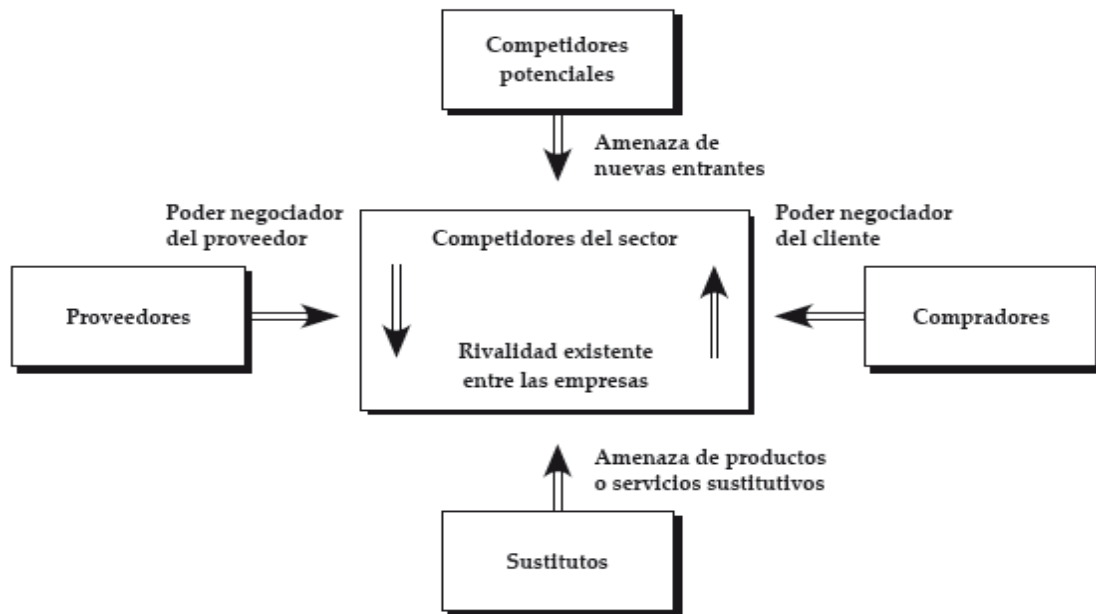 Competidores
potenciales
Amenaza de
nuevas entrantes
Poder negociador
del proveedor
Competidores del sector
Poder negociador
del cliente
Proveedores
Compradores
Rivalidad existente
entre las empresas
Amenaza de productos
o servicios sustitutivos
Sustitutos